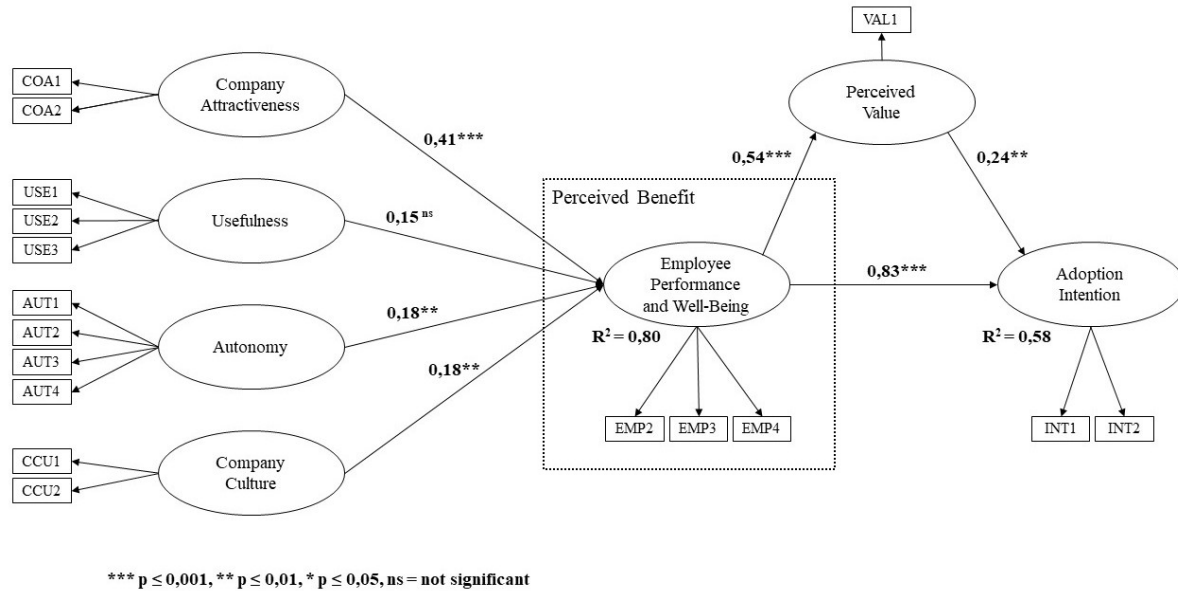 VAL1
COA1
COA2
Company
Attractiveness
Perceived
Value
0,41***
0,54***
0,24**
USE1
USE2
USE3
Usefulness
0,15 ns
Perceived Benefit
Employee
Performance
and Well-Being
0,83***
Adoption
Intention
AUT1
AUT2
AUT3
AUT4
Autonomy
0,18**
R² = 0,80
R² = 0,58
0,18**
EMP2
EMP3
EMP4
INT1
INT2
CCU1
CCU2
Company
Culture
*** p ≤ 0,001, ** p ≤ 0,01, * p ≤ 0,05, ns = not significant